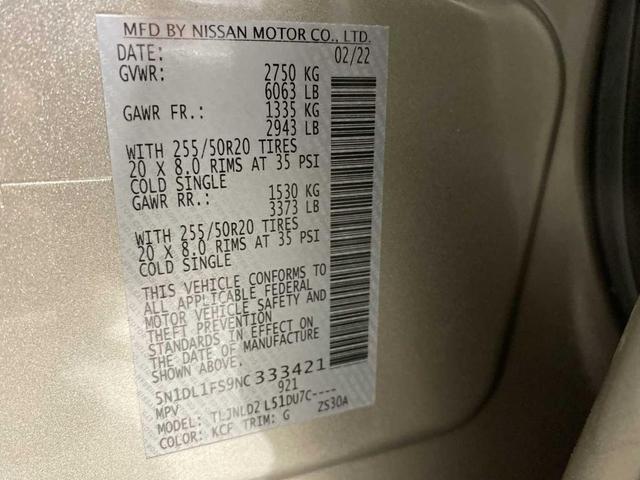 MFD BY NISSAN MOTOR CO., LTD.
DATE: 02/22
GVWR: 2750 KG
6063 LB
GAWR FR.: 1335 KG
2943 LB
WITH 255/50R20 TIRES
20 X 8.0 RIMS AT 35 PSI
COLD SINGLE
GAWR RR.: 1530 KG
3373 LB
WITH 255/50R20 TIRES
20 X 8.0 RIMS AT 35 PSI
COLD SINGLE
THIS VEHICLE CONFORMS TO
ALL APPLICABLE FEDERAL
MOTOR VEHICLE SAFETY AND
THEFT PREVENTION
STANDARDS IN EFFECT ON
THE DATE OF MANUFACTURE
SHOWN ABOVE.
5N1DL1FS9NC333421
MPV 921
MODEL: TLJNLD2 L51DU7C----
COLOR: KCF TRIM: G ZS30A